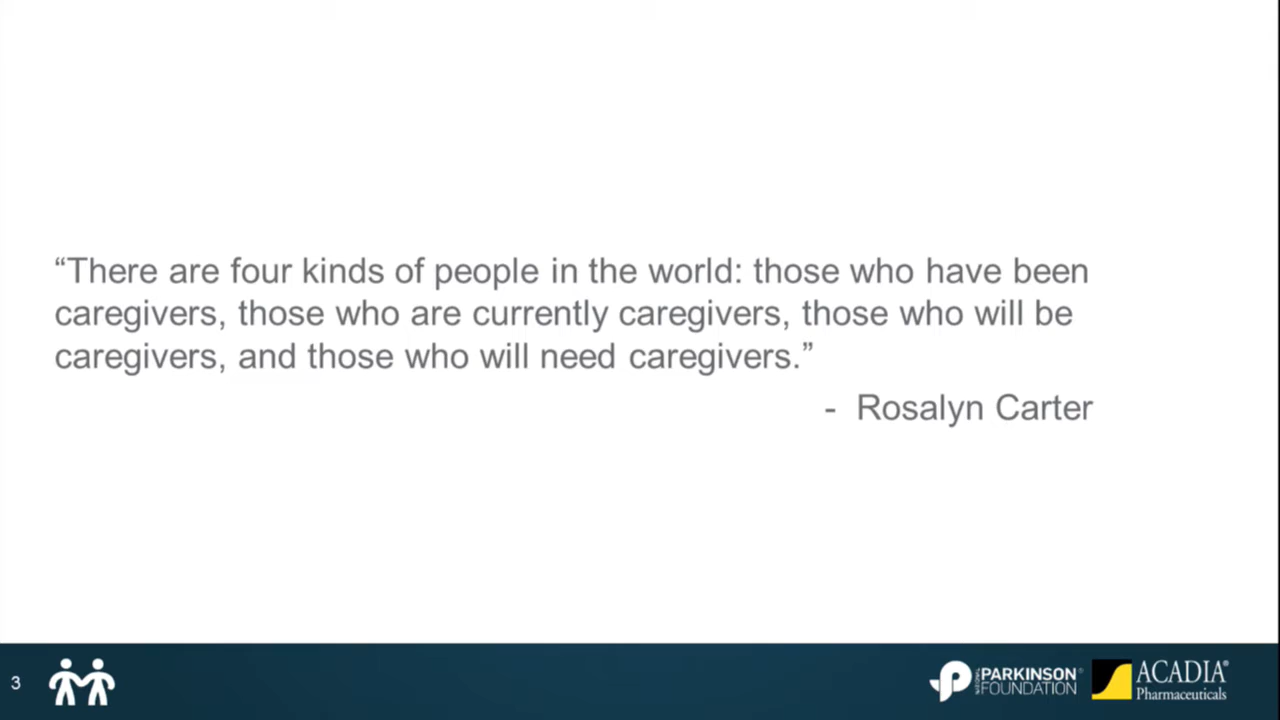 “There are four kinds of people in the world: those who have been
caregivers, those who are currently caregivers, those who will be
caregivers, and those who will need caregivers.”
- Rosalyn Carter
3
NATIONAL
PARKINSON®
FOUNDATION
ACADIA®
Pharmaceuticals